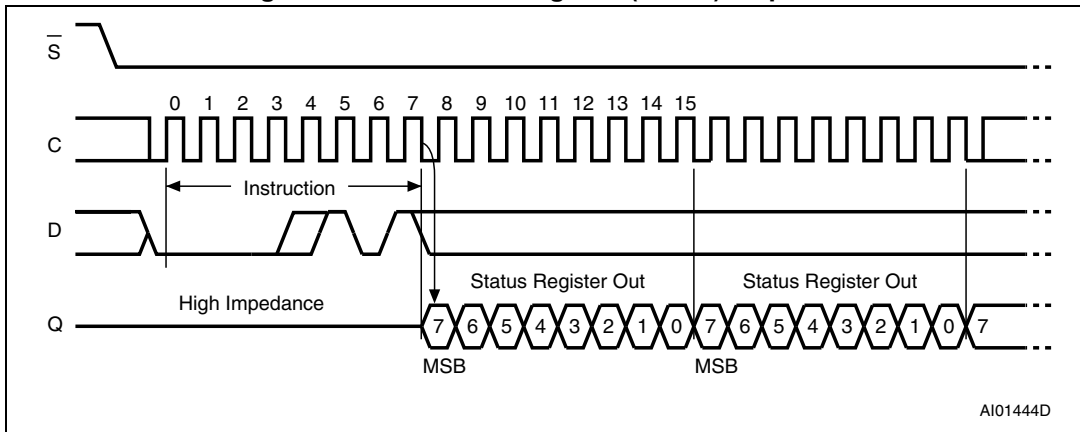 S
0 1 2 3 4 5 6 7 8 9 10 11 12 13 14 15
C
Instruction
D
Status Register Out Status Register Out
High Impedance
Q 7 6 5 4 3 2 1 0 7 6 5 4 3 2 1 0 7
MSB MSB
AI01444D